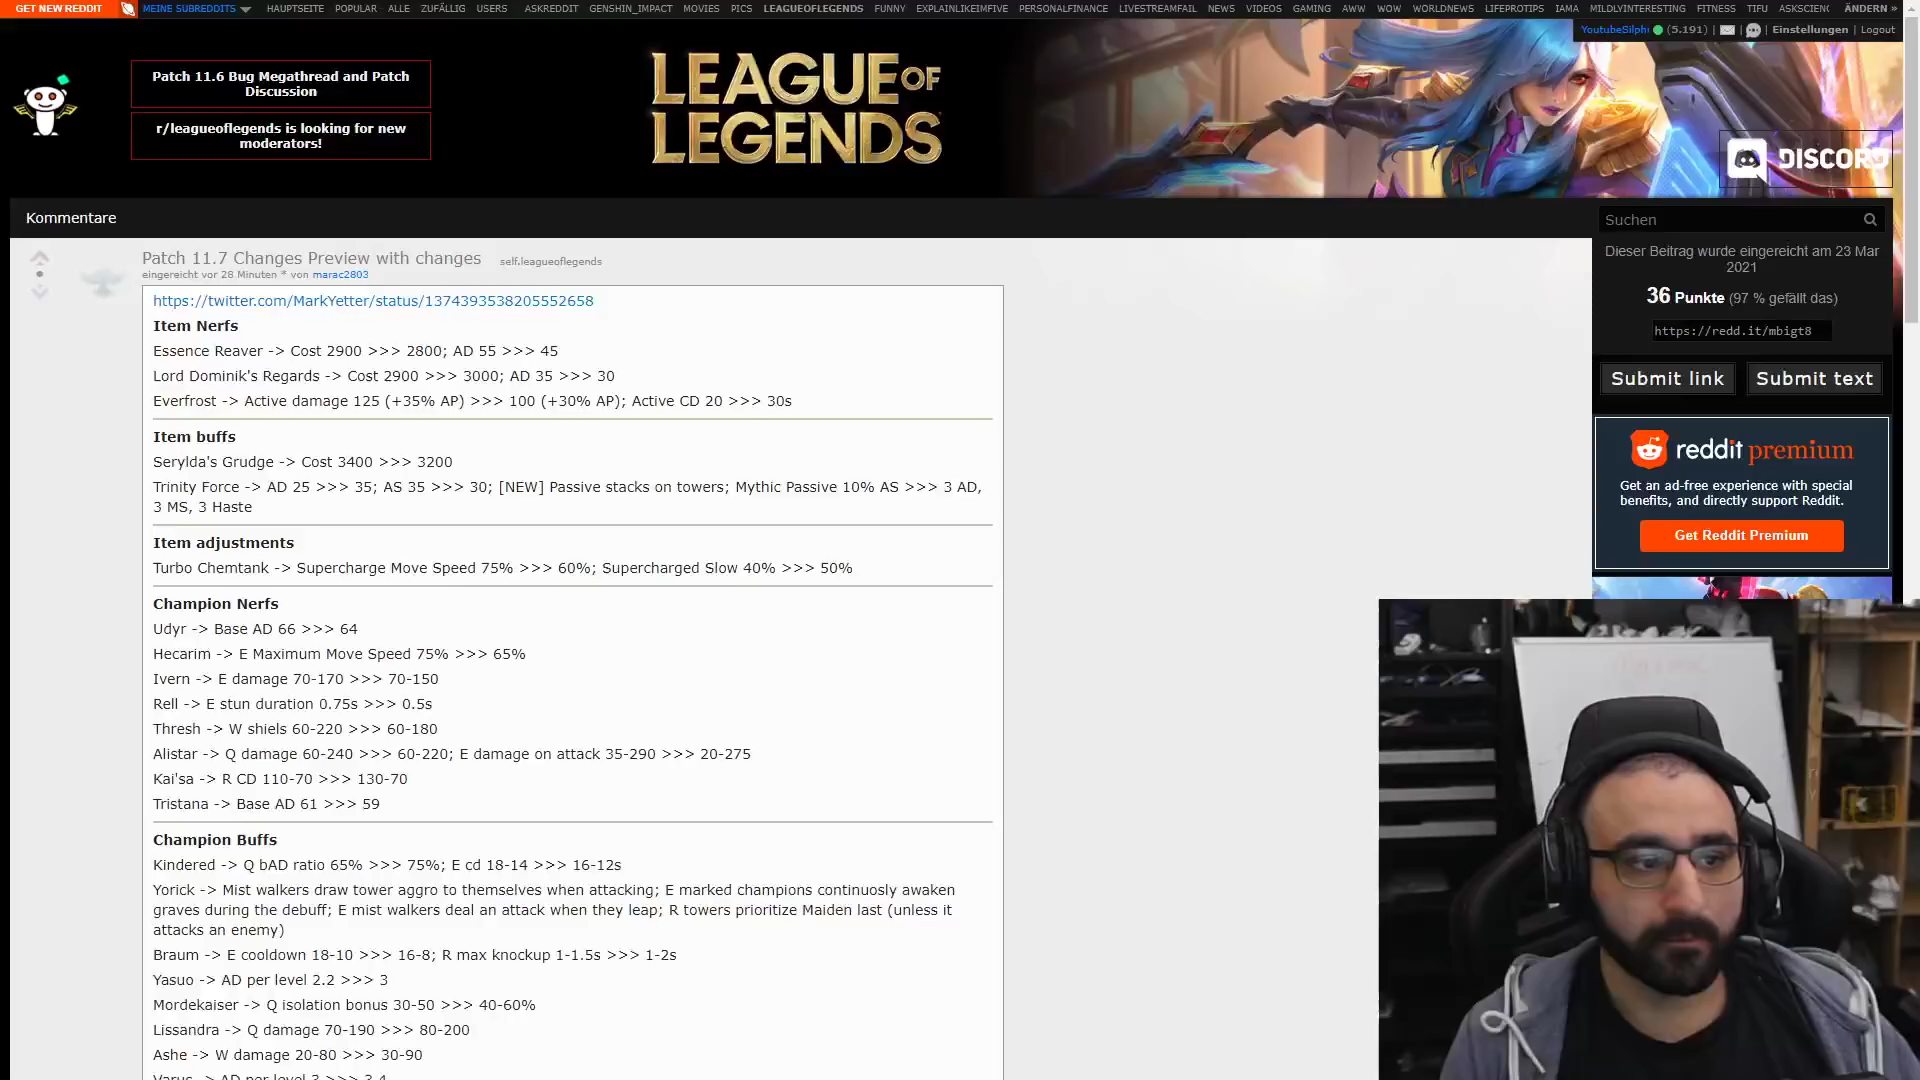 GET NEW REDDIT
MEINE SUBREDDITS HAUPTSEITE POPULAR ALLE ZUFÄLLIG USERS ASKREDDIT GENSHIN_IMPACT MOVIES PICS LEAGUEOFLEGENDS FUNNY EXPLAINLIKEIMFIVE PERSONALFINANCE LIVESTREAMFAIL NEWS VIDEOS GAMING AWW WOW WORLDNEWS LIFEPROTIPS IAMA MILDLYINTERESTING FITNESS TIFU ASKSCIENC ÄNDERN »
YoutubeSilphi (5.191) | | | Einstellungen | Logout
Patch 11.6 Bug Megathread and Patch
Discussion
r/leagueoflegends is looking for new
moderators!
LEAGUE OF
LEGENDS
DISCORD
Kommentare
Suchen
Patch 11.7 Changes Preview with changes self.leagueoflegends
eingereicht vor 28 Minuten * von marac2803
https://twitter.com/MarkYetter/status/1374393538205552658
Item Nerfs
Essence Reaver -> Cost 2900 >>> 2800; AD 55 >>> 45
Lord Dominik's Regards -> Cost 2900 >>> 3000; AD 35 >>> 30
Everfrost -> Active damage 125 (+35% AP) >>> 100 (+30% AP); Active CD 20 >>> 30s
Item buffs
Serylda's Grudge -> Cost 3400 >>> 3200
Trinity Force -> AD 25 >>> 35; AS 35 >>> 30; [NEW] Passive stacks on towers; Mythic Passive 10% AS >>> 3 AD,
3 MS, 3 Haste
Item adjustments
Turbo Chemtank -> Supercharge Move Speed 75% >>> 60%; Supercharged Slow 40% >>> 50%
Champion Nerfs
Udyr -> Base AD 66 >>> 64
Hecarim -> E Maximum Move Speed 75% >>> 65%
Ivern -> E damage 70-170 >>> 70-150
Rell -> E stun duration 0.75s >>> 0.5s
Thresh -> W shiels 60-220 >>> 60-180
Alistar -> Q damage 60-240 >>> 60-220; E damage on attack 35-290 >>> 20-275
Kai'sa -> R CD 110-70 >>> 130-70
Tristana -> Base AD 61 >>> 59
Champion Buffs
Kindered -> Q bAD ratio 65% >>> 75%; E cd 18-14 >>> 16-12s
Yorick -> Mist walkers draw tower aggro to themselves when attacking; E marked champions continuosly awaken
graves during the debuff; E mist walkers deal an attack when they leap; R towers prioritize Maiden last (unless it
attacks an enemy)
Braum -> E cooldown 18-10 >>> 16-8; R max knockup 1-1.5s >>> 1-2s
Yasuo -> AD per level 2.2 >>> 3
Mordekaiser -> Q isolation bonus 30-50 >>> 40-60%
Lissandra -> Q damage 70-190 >>> 80-200
Ashe -> W damage 20-80 >>> 30-90
Varus -> AD per level 3 >>> 3.4
Dieser Beitrag wurde eingereicht am 23 Mar
2021
36 Punkte (97 % gefällt das)
https://redd.it/mbigt8
Submit link
Submit text
reddit premium
Get an ad-free experience with special
benefits, and directly support Reddit.
Get Reddit Premium